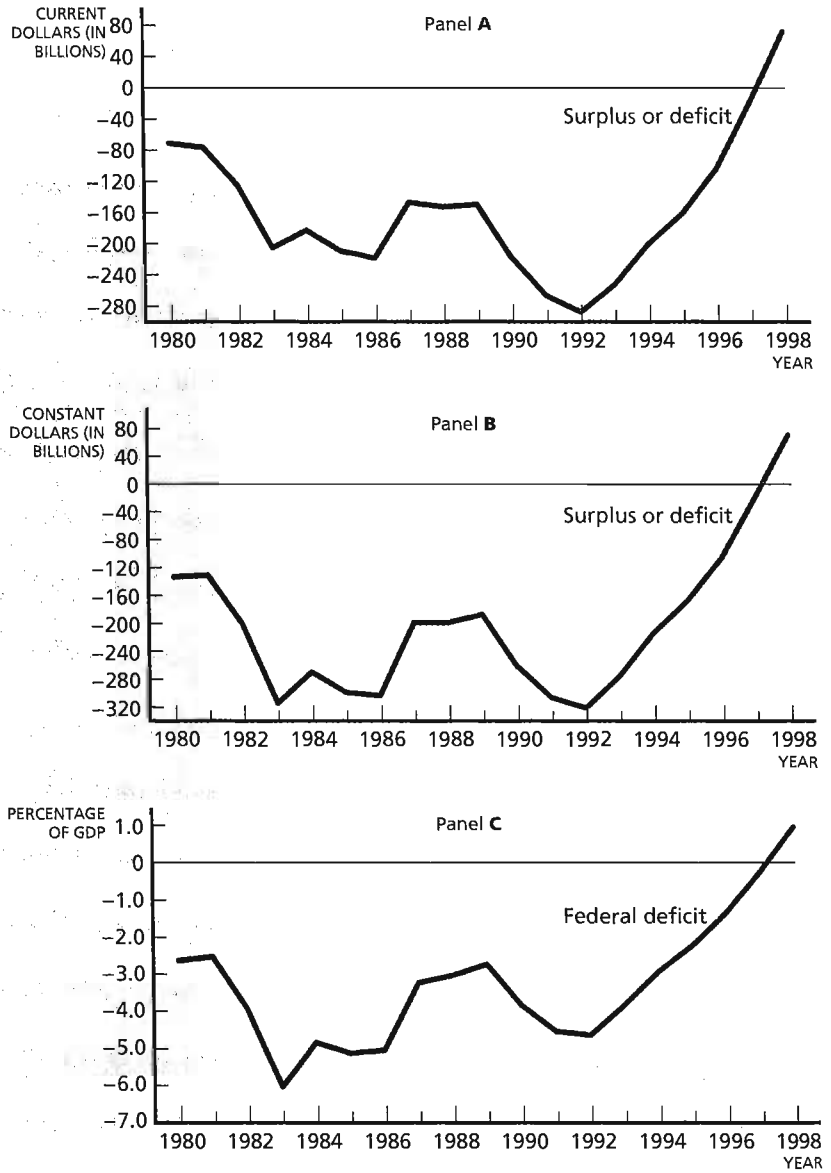 CURRENT
DOLLARS (IN
BILLIONS)
Panel A
80
40
0
−40
−80
−120
−160
−200
−240
−280
Surplus or deficit
1980 1982 1984 1986 1988 1990 1992 1994 1996 1998
YEAR
CONSTANT
DOLLARS (IN
BILLIONS)
Panel B
80
40
0
−40
−80
−120
−160
−200
−240
−280
−320
Surplus or deficit
1980 1982 1984 1986 1988 1990 1992 1994 1996 1998
YEAR
PERCENTAGE
OF GDP
Panel C
1.0
0
−1.0
−2.0
−3.0
−4.0
−5.0
−6.0
−7.0
Federal deficit
1980 1982 1984 1986 1988 1990 1992 1994 1996 1998
YEAR